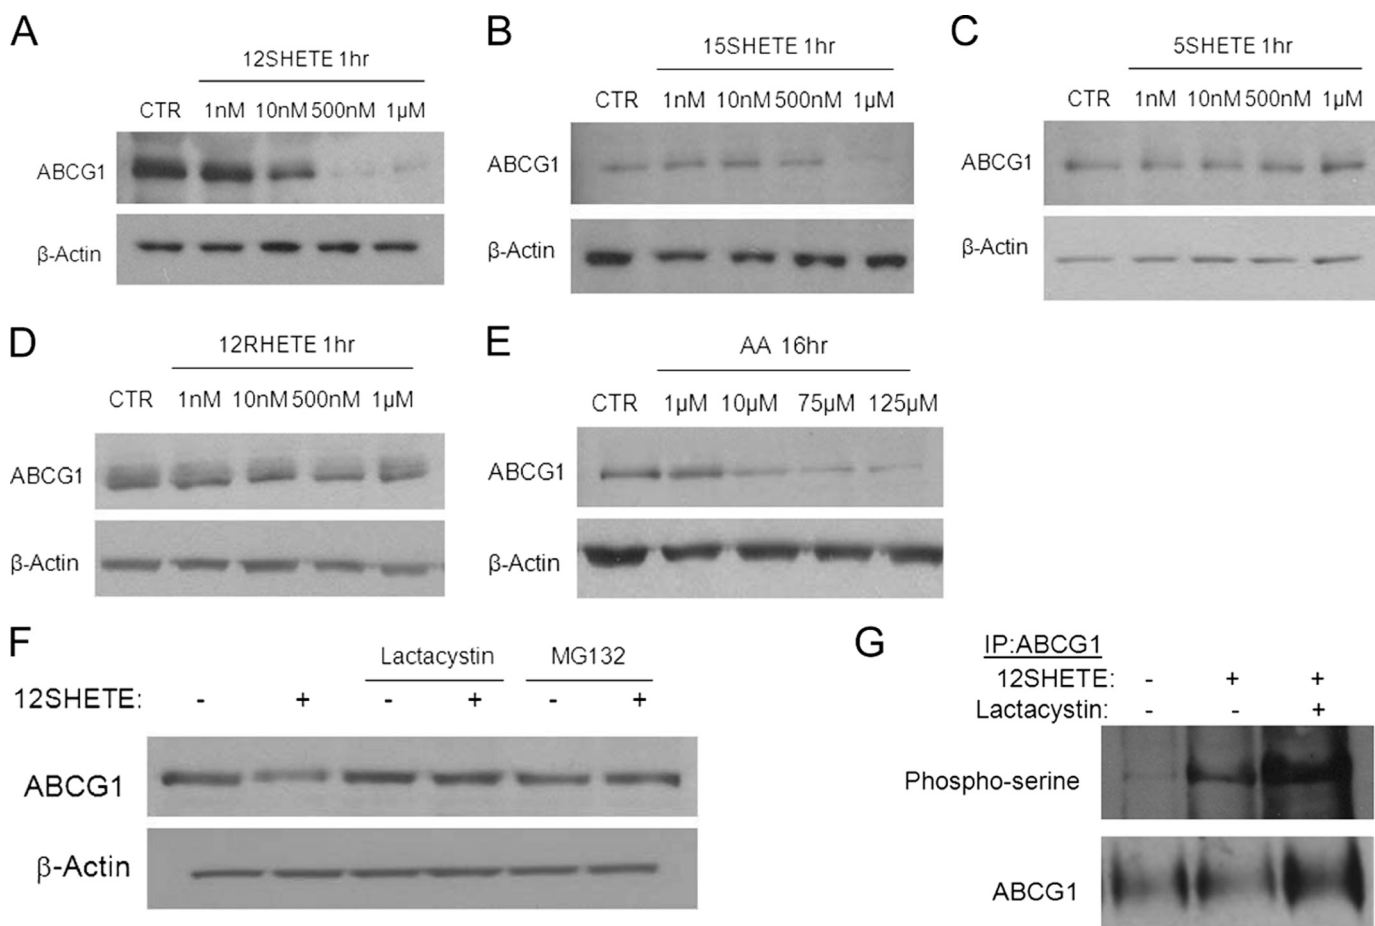 A
12SHETE 1hr
CTR 1nM 10nM 500nM 1µM
ABCG1
β-Actin
B
15SHETE 1hr
CTR 1nM 10nM 500nM 1µM
ABCG1
β-Actin
C
5SHETE 1hr
CTR 1nM 10nM 500nM 1µM
ABCG1
β-Actin
D
12RHETE 1hr
CTR 1nM 10nM 500nM 1µM
ABCG1
β-Actin
E
AA 16hr
CTR 1µM 10µM 75µM 125µM
ABCG1
β-Actin
F
Lactacystin MG132
12SHETE: - + - + - +
ABCG1
β-Actin
G
IP:ABCG1
12SHETE: - + +
Lactacystin: - - +
Phospho-serine
ABCG1